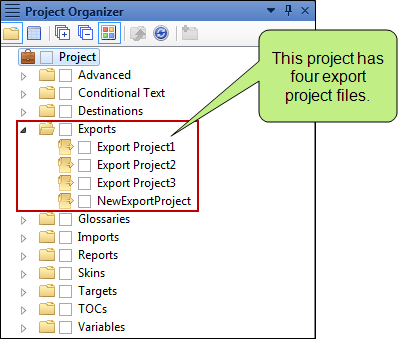 Project Organizer
Project
Advanced
Conditional Text
Destinations
Exports
Export Project1
Export Project2
Export Project3
NewExportProject
Glossaries
Imports
Reports
Skins
Targets
TOCs
Variables
This project has
four export
project files.